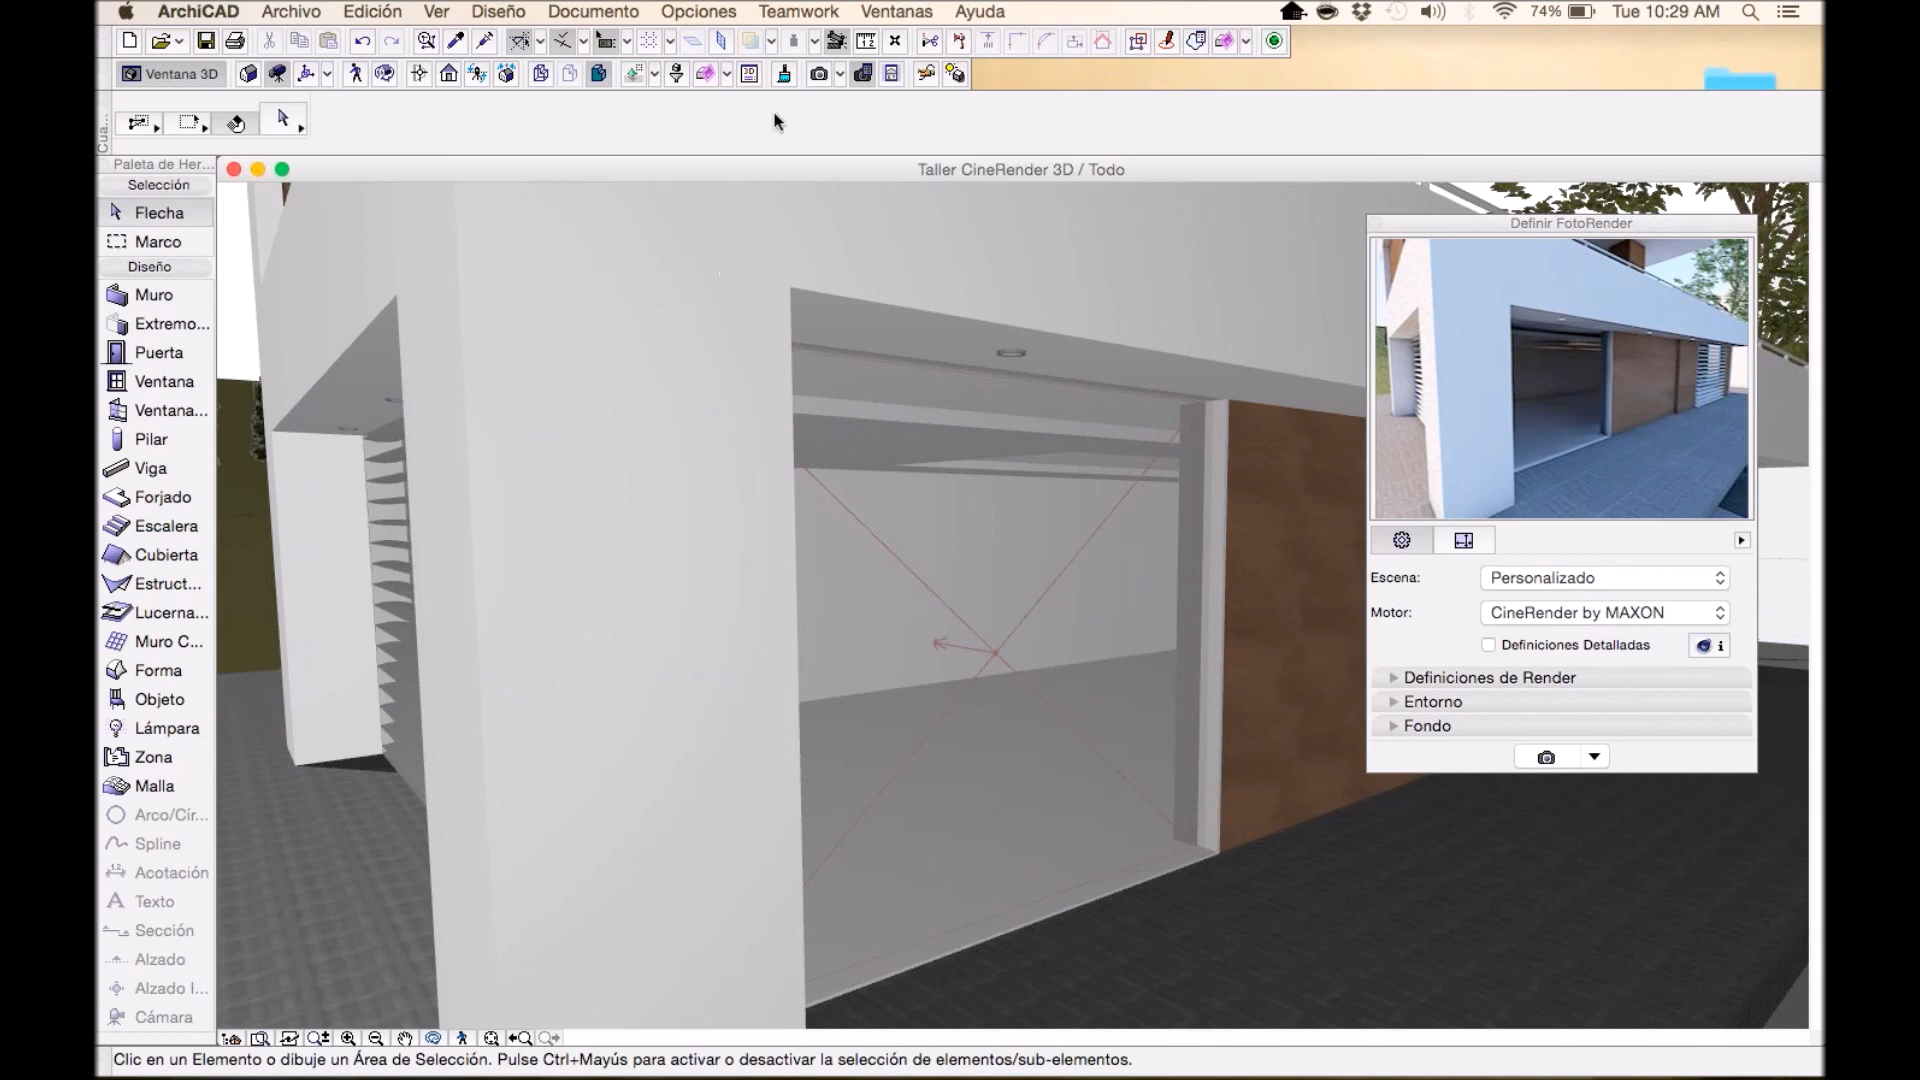 ArchiCAD Archivo Edición Ver Diseño Documento Opciones Teamwork Ventanas Ayuda 74% Tue 10:29 AM
Ventana 3D
Cua...
Paleta de Her...
Taller CineRender 3D / Todo
Selección
Flecha
Marco
Diseño
Muro
Extremo...
Puerta
Ventana
Ventana...
Pilar
Viga
Forjado
Escalera
Cubierta
Estruct...
Lucerna...
Muro C...
Forma
Objeto
Lámpara
Zona
Malla
Arco/Cír...
Spline
Acotación
Texto
Sección
Alzado
Alzado I...
Cámara
Definir FotoRender
Escena: Personalizado
Motor: CineRender by MAXON
Definiciones Detalladas
Definiciones de Render
Entorno
Fondo
Clic en un Elemento o dibuje un Área de Selección. Pulse Ctrl+Mayús para activar o desactivar la selección de elementos/sub-elementos.